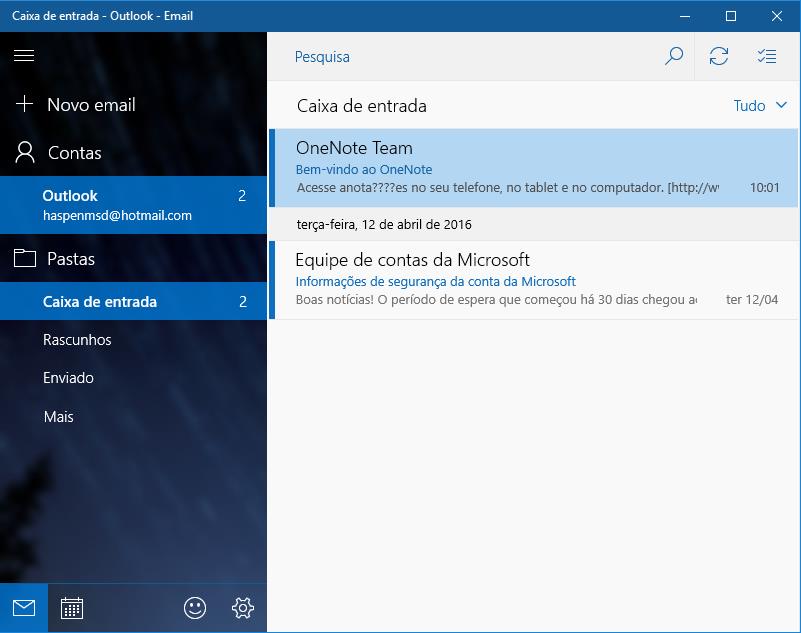 Caixa de entrada - Outlook - Email
Novo email
Contas
Outlook 2
haspenmsd@hotmail.com
Pastas
Caixa de entrada 2
Rascunhos
Enviado
Mais
Pesquisa
Caixa de entrada Tudo
OneNote Team
Bem-vindo ao OneNote
Acesse anota????es no seu telefone, no tablet e no computador. [http://w 10:01
terça-feira, 12 de abril de 2016
Equipe de contas da Microsoft
Informações de segurança da conta da Microsoft
Boas notícias! O período de espera que começou há 30 dias chegou a ter 12/04